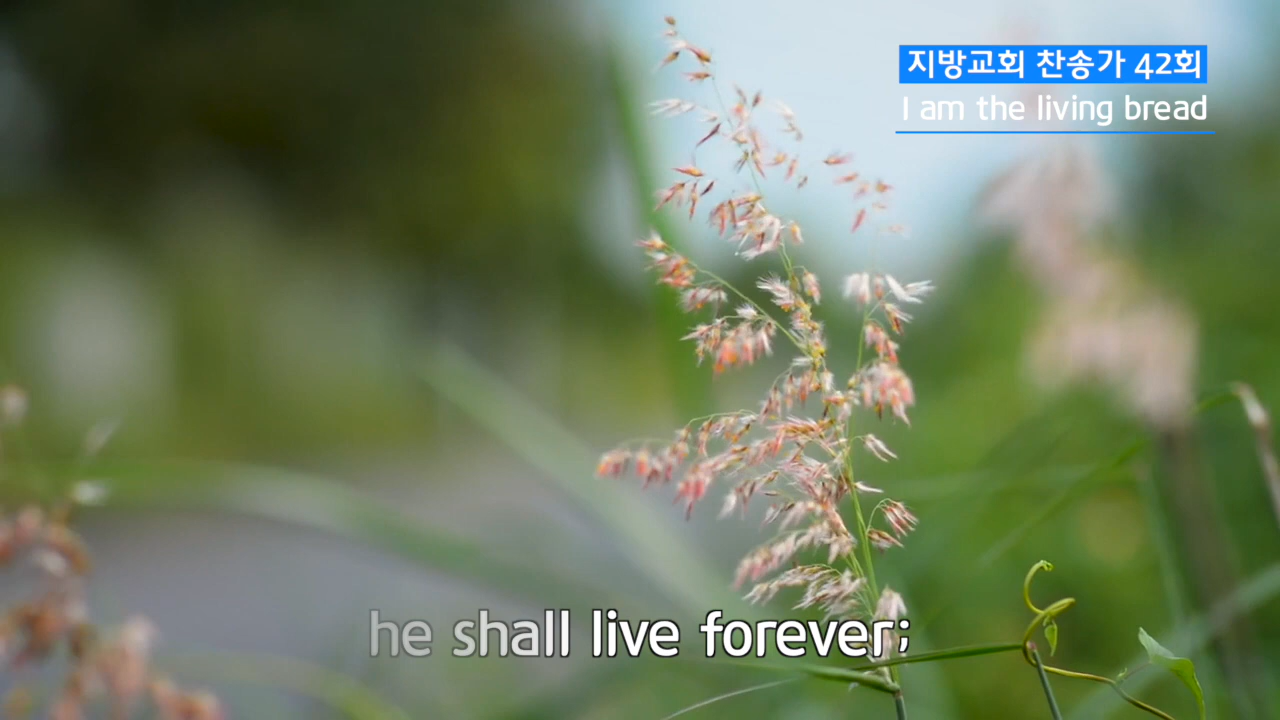 지방교회 찬송가 42회
I am the living bread
he shall live forever;